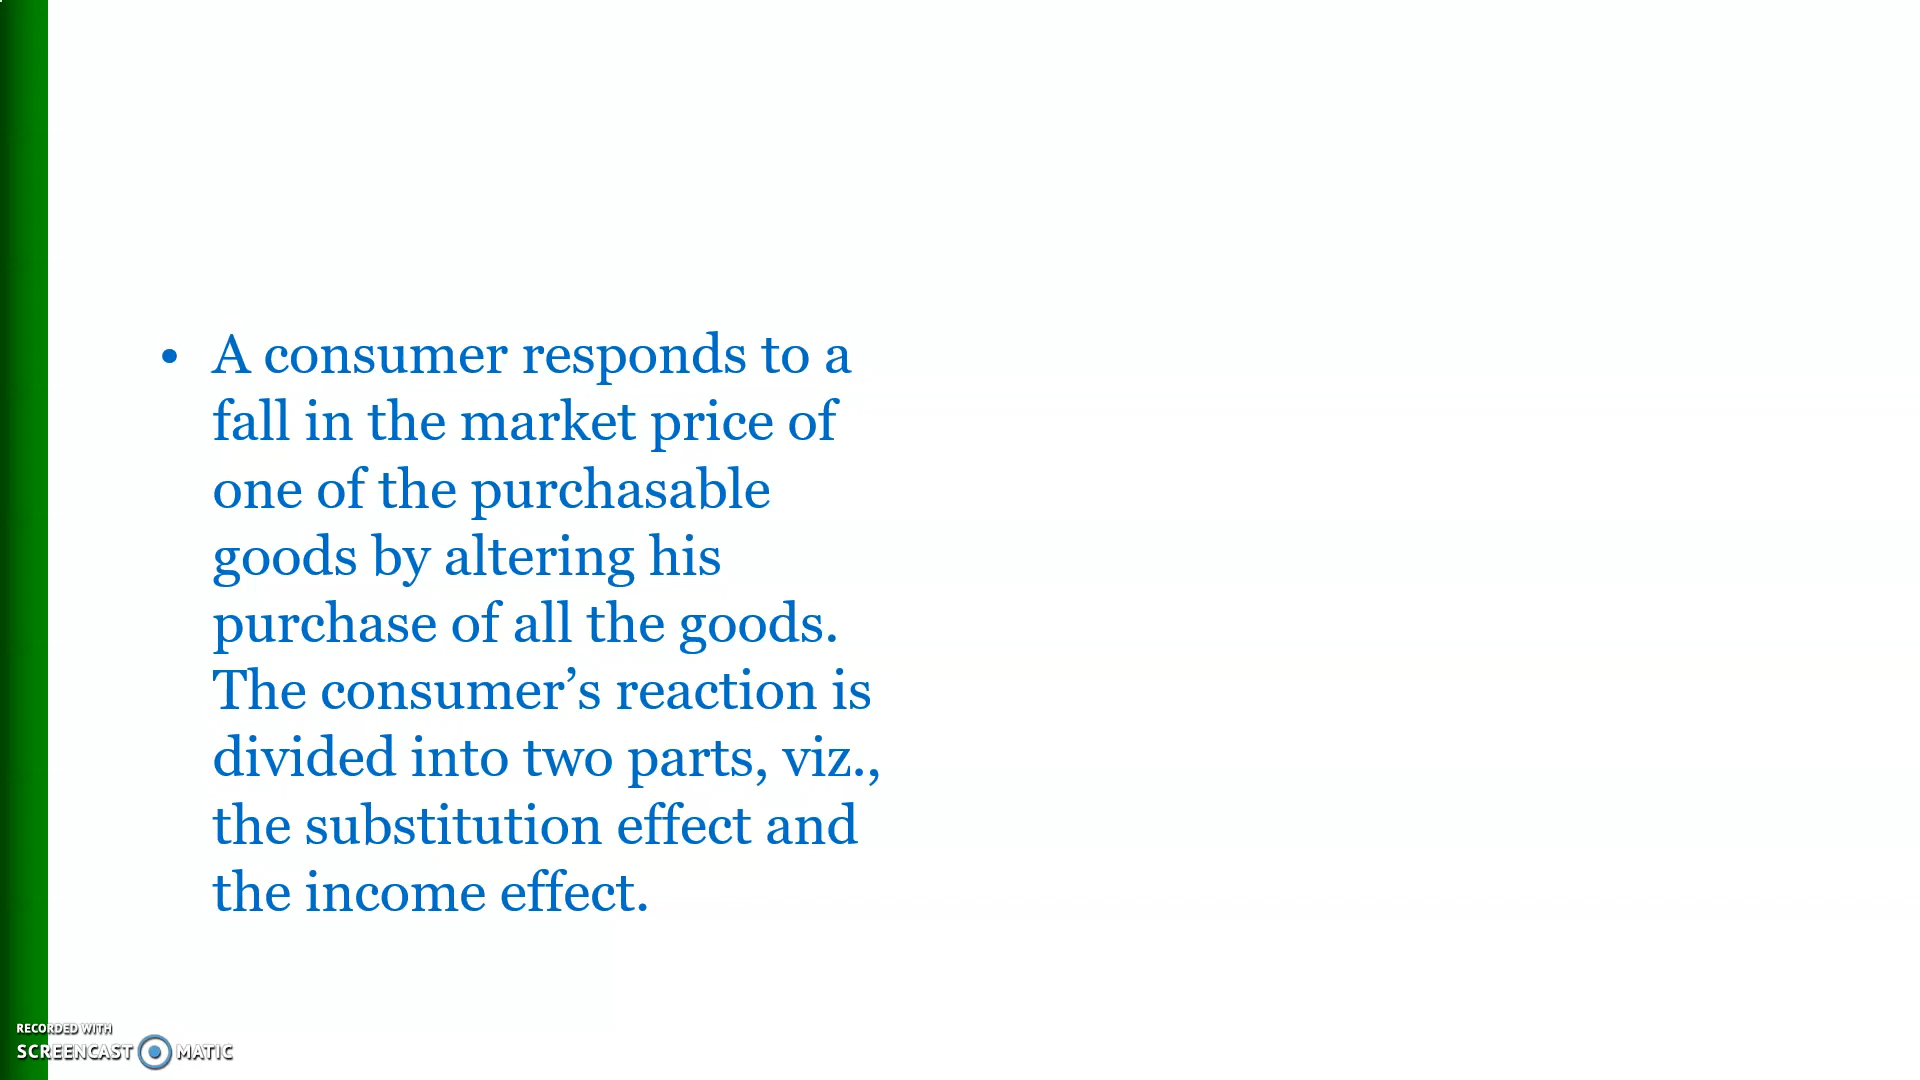 • A consumer responds to a
fall in the market price of
one of the purchasable
goods by altering his
purchase of all the goods.
The consumer’s reaction is
divided into two parts, viz.,
the substitution effect and
the income effect.
RECORDED WITH
SCREENCAST MATIC